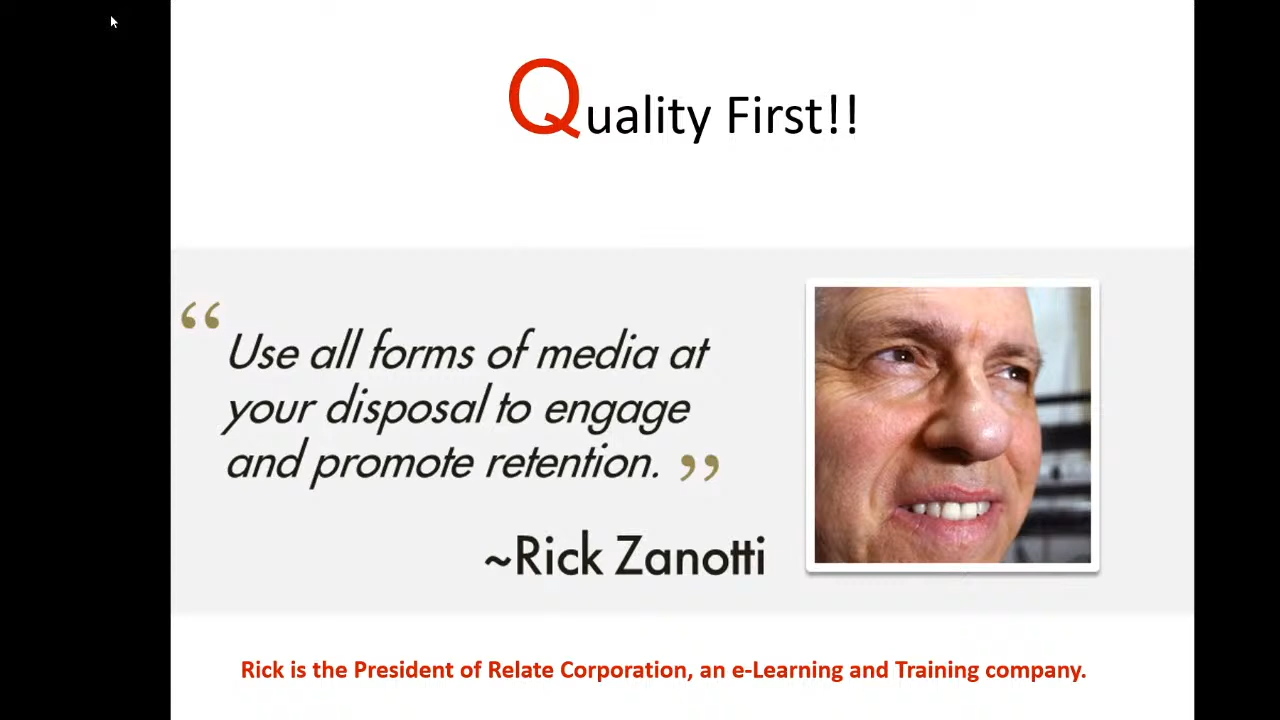 Quality First!!
“Use all forms of media at
your disposal to engage
and promote retention.”
~Rick Zanotti
Rick is the President of Relate Corporation, an e-Learning and Training company.